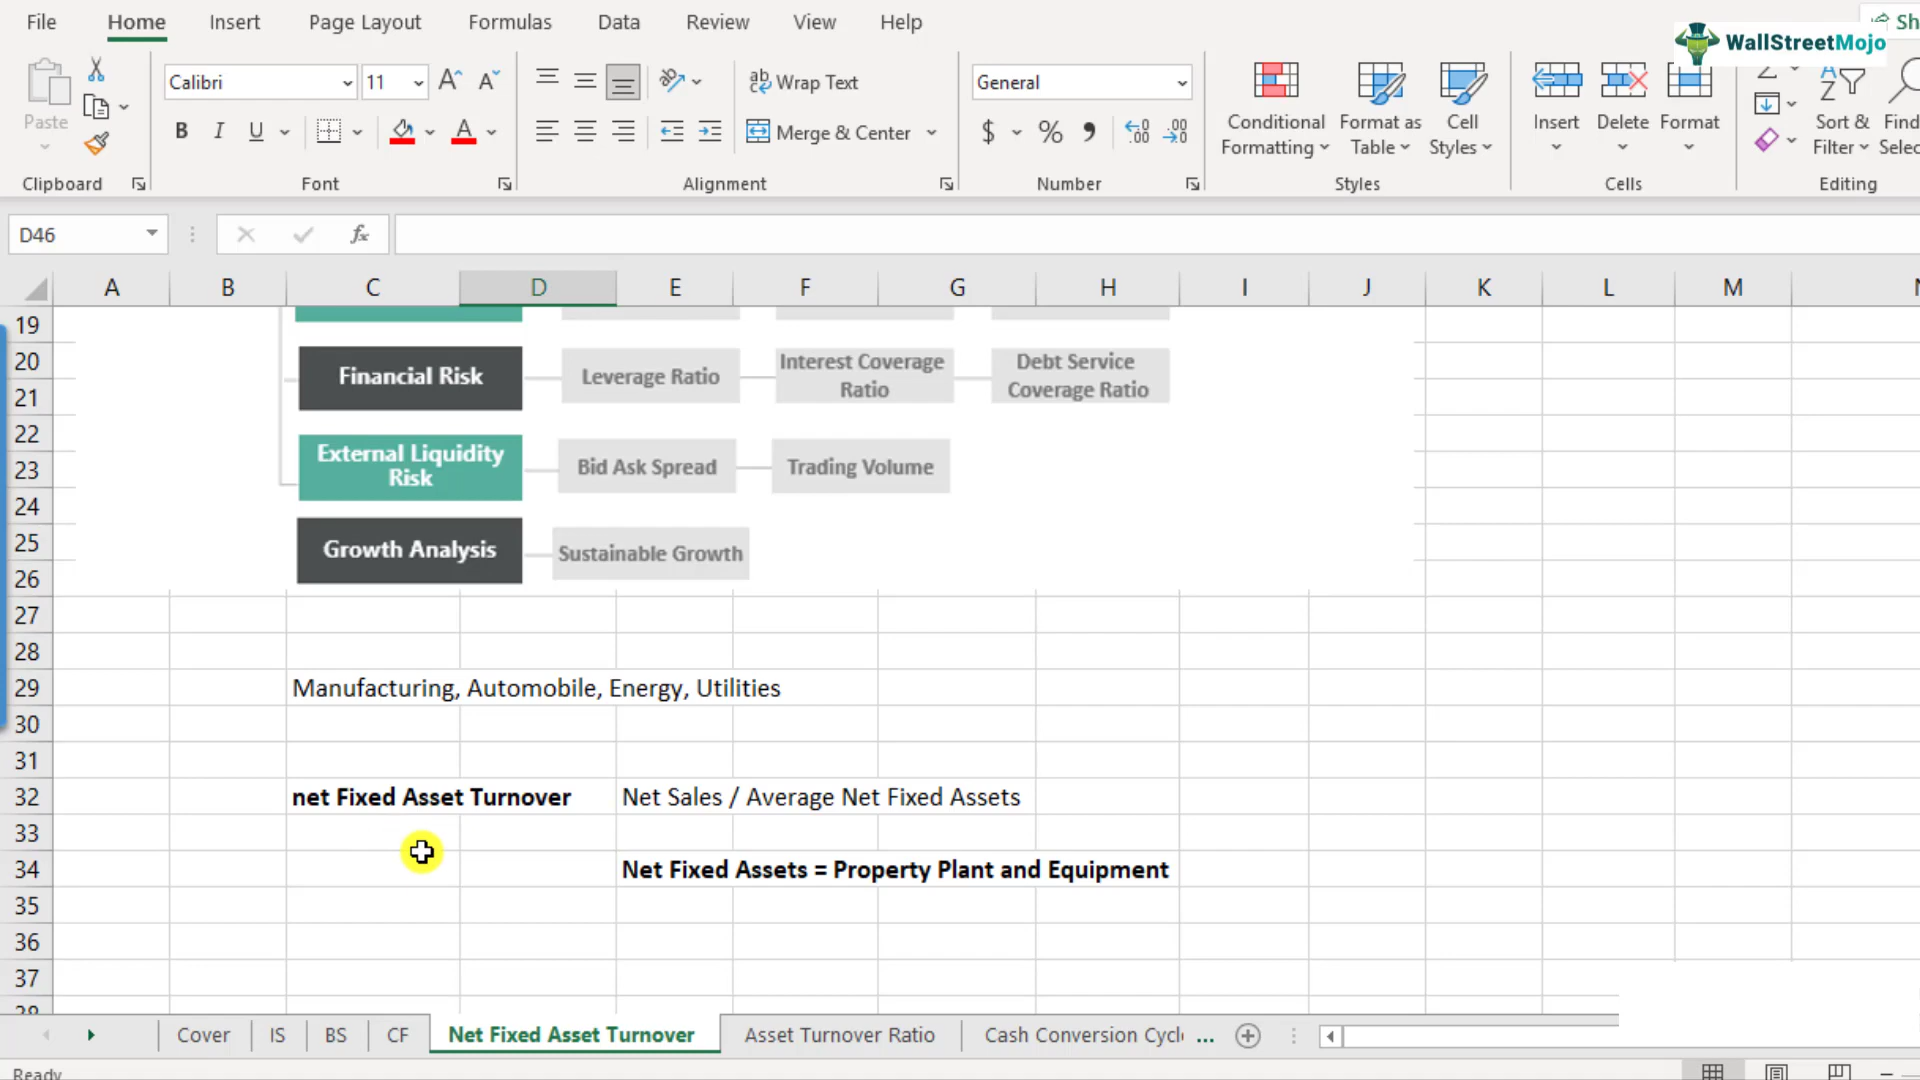 File Home Insert Page Layout Formulas Data Review View Help Sh
WallStreetMojo
Paste
Clipboard
Calibri 11
B I U A
Font
Wrap Text
Merge & Center
Alignment
General
$ %
Number
Conditional Formatting
Format as Table
Cell Styles
Styles
Insert Delete Format
Cells
Sort & Filter
Find
Selec
Editing
D46 fx
A B C D E F G H I J K L M
19
20
21
22
23
24
25
26
27
28
29
30
31
32
33
34
35
36
37
38
Financial Risk
Leverage Ratio
Interest Coverage
Ratio
Debt Service
Coverage Ratio
External Liquidity
Risk
Bid Ask Spread
Trading Volume
Growth Analysis
Sustainable Growth
Manufacturing, Automobile, Energy, Utilities
net Fixed Asset Turnover
Net Sales / Average Net Fixed Assets
Net Fixed Assets = Property Plant and Equipment
Cover IS BS CF Net Fixed Asset Turnover Asset Turnover Ratio Cash Conversion Cycl ...
Ready